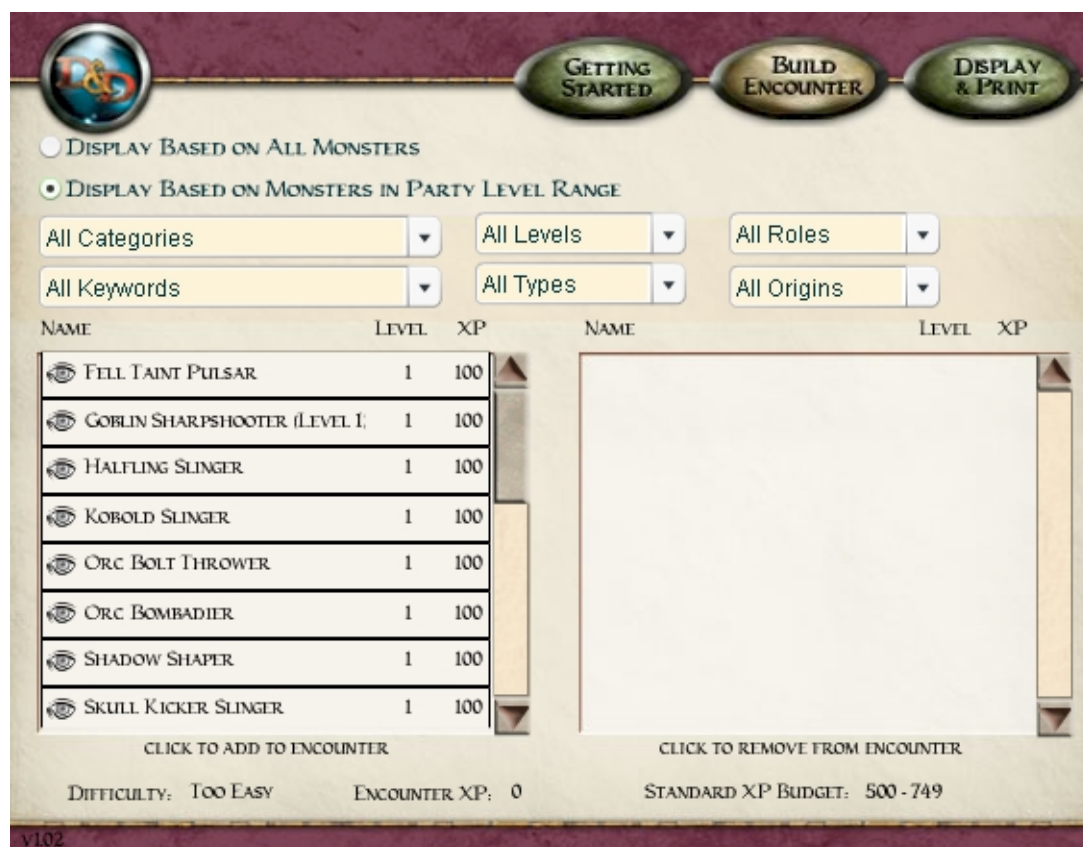 D&D
GETTING STARTED
BUILD ENCOUNTER
DISPLAY & PRINT
DISPLAY BASED ON ALL MONSTERS
DISPLAY BASED ON MONSTERS IN PARTY LEVEL RANGE
All Categories All Levels All Roles
All Keywords All Types All Origins
NAME LEVEL XP NAME LEVEL XP
FELL TAINT PULSAR 1 100
GOBLIN SHARPSHOOTER (LEVEL 1) 1 100
HALFLING SLINGER 1 100
KOBOLD SLINGER 1 100
ORC BOLT THROWER 1 100
ORC BOMBADIER 1 100
SHADOW SHAPER 1 100
SKULL KICKER SLINGER 1 100
CLICK TO ADD TO ENCOUNTER CLICK TO REMOVE FROM ENCOUNTER
DIFFICULTY: TOO EASY ENCOUNTER XP: 0 STANDARD XP BUDGET: 500 - 749
V1.02